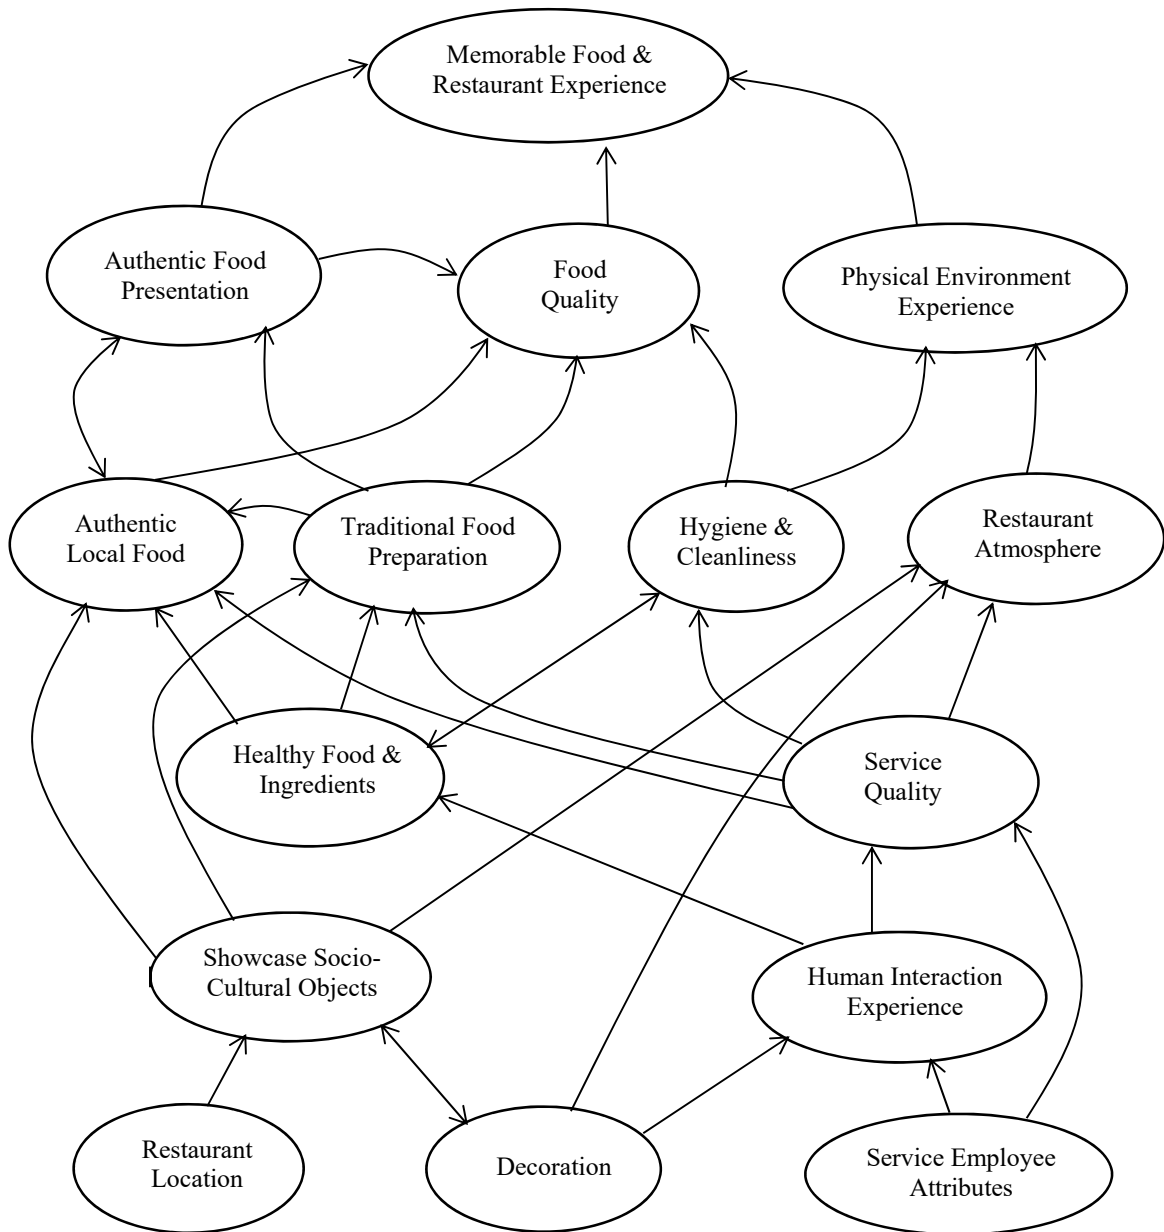 Memorable Food &
Restaurant Experience
Authentic Food
Presentation
Food
Quality
Physical Environment
Experience
Authentic
Local Food
Traditional Food
Preparation
Hygiene &
Cleanliness
Restaurant
Atmosphere
Healthy Food &
Ingredients
Service
Quality
Showcase Socio-
Cultural Objects
Human Interaction
Experience
Restaurant
Location
Decoration
Service Employee
Attributes